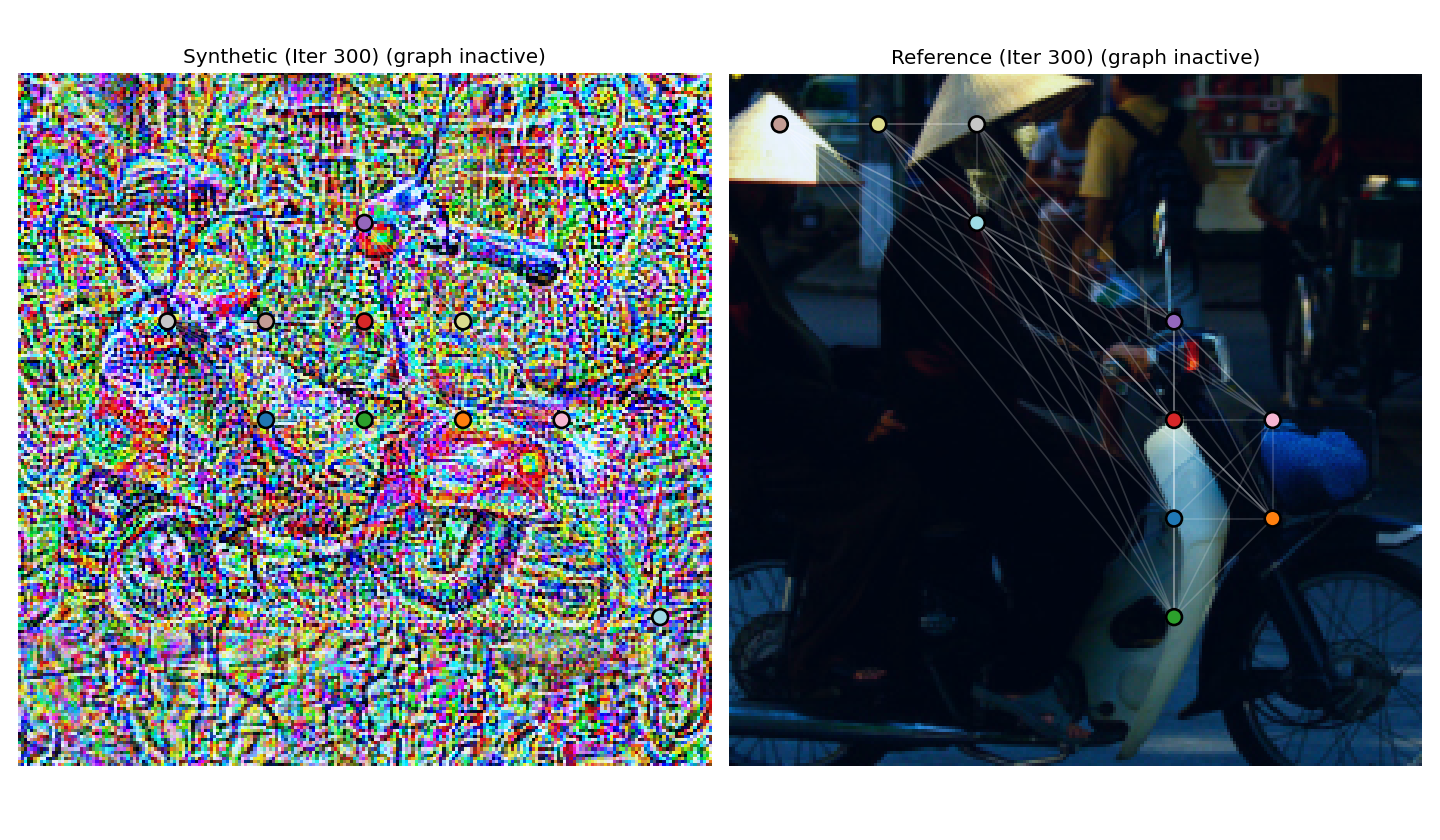 Synthetic (Iter 300) (graph inactive)
Reference (Iter 300) (graph inactive)